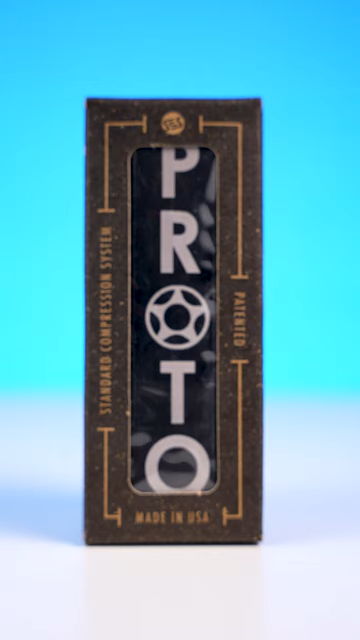 SCS
PROTO
STANDARD COMPRESSION SYSTEM
PATENTED
MADE IN USA